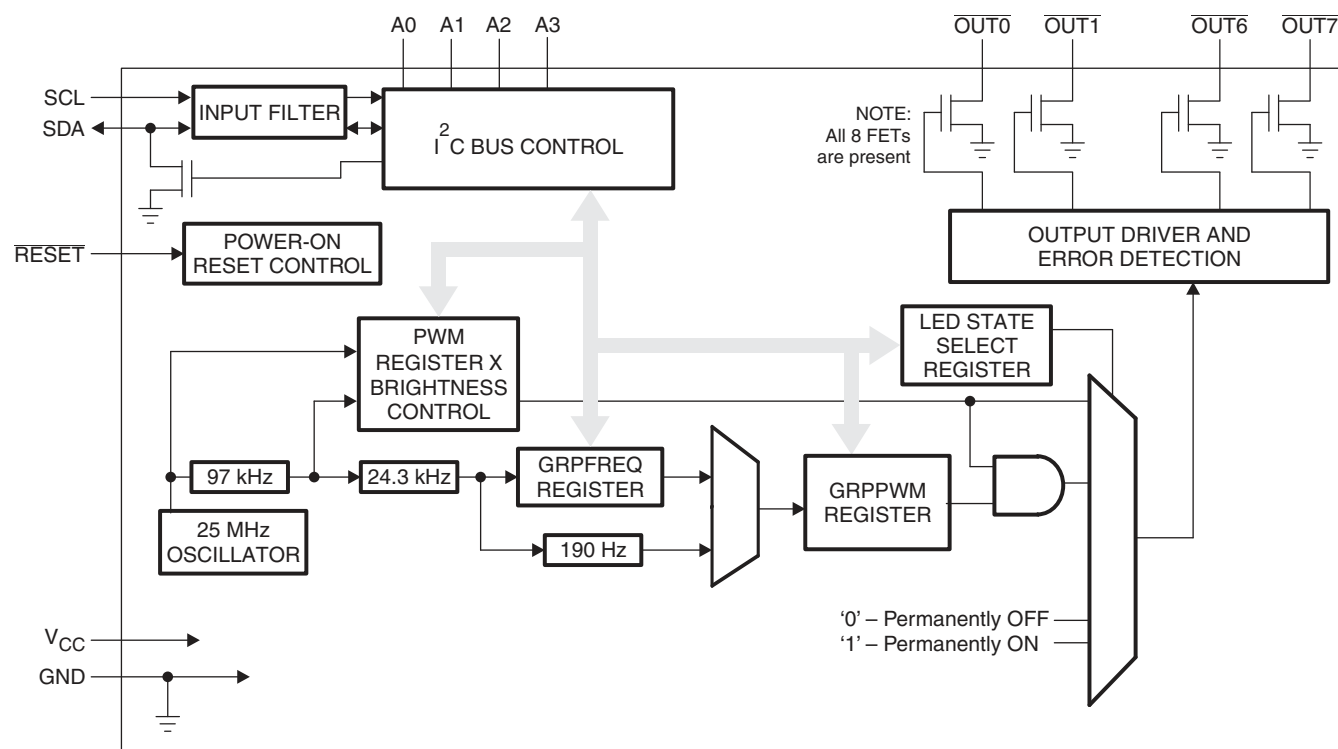 A0
A1
A2
A3
OUT0
OUT1
OUT6
OUT7
SCL
SDA
INPUT FILTER
I2C BUS CONTROL
NOTE:
All 8 FETs
are present
RESET
POWER-ON
RESET CONTROL
OUTPUT DRIVER AND
ERROR DETECTION
PWM
REGISTER X
BRIGHTNESS
CONTROL
LED STATE
SELECT
REGISTER
97 kHz
24.3 kHz
GRPFREQ
REGISTER
GRPPWM
REGISTER
25 MHz
OSCILLATOR
190 Hz
'0' – Permanently OFF
'1' – Permanently ON
VCC
GND